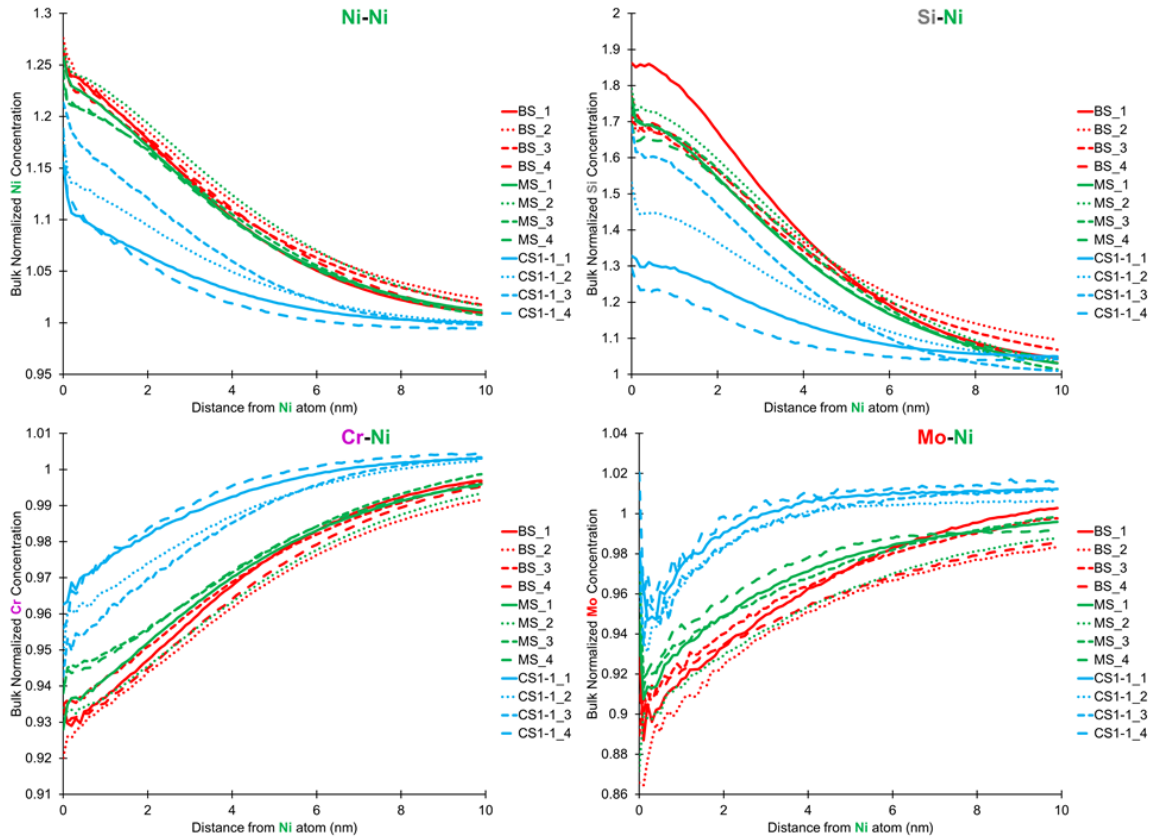 Ni-Ni
Bulk Normalized Ni Concentration
1.3
1.25
1.2
1.15
1.1
1.05
1
0.95
0
2
4
6
8
10
Distance from Ni atom (nm)
BS_1
BS_2
BS_3
BS_4
MS_1
MS_2
MS_3
MS_4
CS1-1_1
CS1-1_2
CS1-1_3
CS1-1_4
Si-Ni
Bulk Normalized Si Concentration
2
1.9
1.8
1.7
1.6
1.5
1.4
1.3
1.2
1.1
1
0
2
4
6
8
10
Distance from Ni atom (nm)
BS_1
BS_2
BS_3
BS_4
MS_1
MS_2
MS_3
MS_4
CS1-1_1
CS1-1_2
CS1-1_3
CS1-1_4
Cr-Ni
Bulk Normalized Cr Concentration
1.01
1
0.99
0.98
0.97
0.96
0.95
0.94
0.93
0.92
0.91
0
2
4
6
8
10
Distance from Ni atom (nm)
BS_1
BS_2
BS_3
BS_4
MS_1
MS_2
MS_3
MS_4
CS1-1_1
CS1-1_2
CS1-1_3
CS1-1_4
Mo-Ni
Bulk Normalized Mo Concentration
1.04
1.02
1
0.98
0.96
0.94
0.92
0.9
0.88
0.86
0
2
4
6
8
10
Distance from Ni atom (nm)
BS_1
BS_2
BS_3
BS_4
MS_1
MS_2
MS_3
MS_4
CS1-1_1
CS1-1_2
CS1-1_3
CS1-1_4